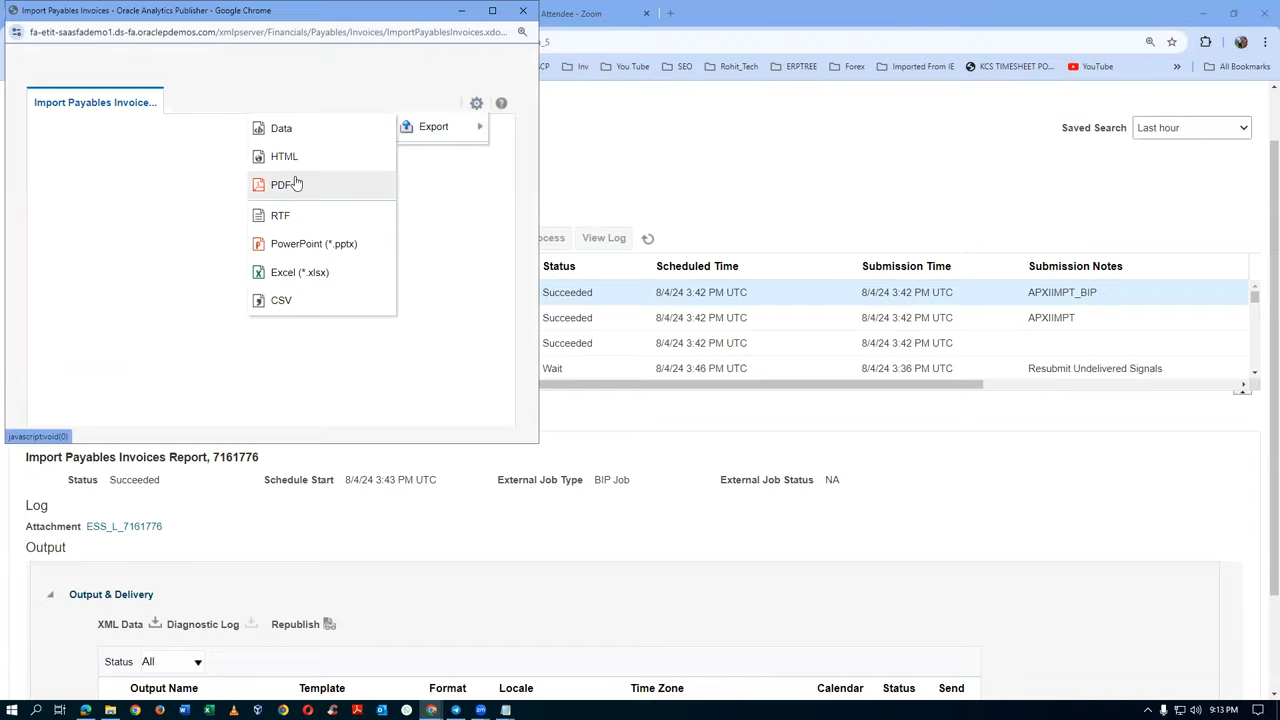 Import Payables Invoices - Oracle Analytics Publisher - Google Chrome
Attendee - Zoom
fa-etit-saasfademo1.ds-fa.oraclepdemos.com/xmlpserver/Financials/Payables/Invoices/ImportPayablesInvoices.xdo...
_5
CP
Inv
You Tube
SEO
Rohit_Tech
ERPTREE
Forex
Imported From IE
KCS TIMESHEET PO...
YouTube
All Bookmarks
Import Payables Invoice...
Export
Data
HTML
PDF
RTF
PowerPoint (*.pptx)
Excel (*.xlsx)
CSV
Saved Search Last hour
ocess View Log
Status Scheduled Time Submission Time Submission Notes
Succeeded 8/4/24 3:42 PM UTC 8/4/24 3:42 PM UTC APXIIMPT_BIP
Succeeded 8/4/24 3:42 PM UTC 8/4/24 3:42 PM UTC APXIIMPT
Succeeded 8/4/24 3:42 PM UTC 8/4/24 3:42 PM UTC
Wait 8/4/24 3:46 PM UTC 8/4/24 3:36 PM UTC Resubmit Undelivered Signals
javascript:void(0)
Import Payables Invoices Report, 7161776
Status Succeeded Schedule Start 8/4/24 3:43 PM UTC External Job Type BIP Job External Job Status NA
Log
Attachment ESS_L_7161776
Output
Output & Delivery
XML Data Diagnostic Log Republish
Status All
Output Name Template Format Locale Time Zone Calendar Status Send
9:13 PM